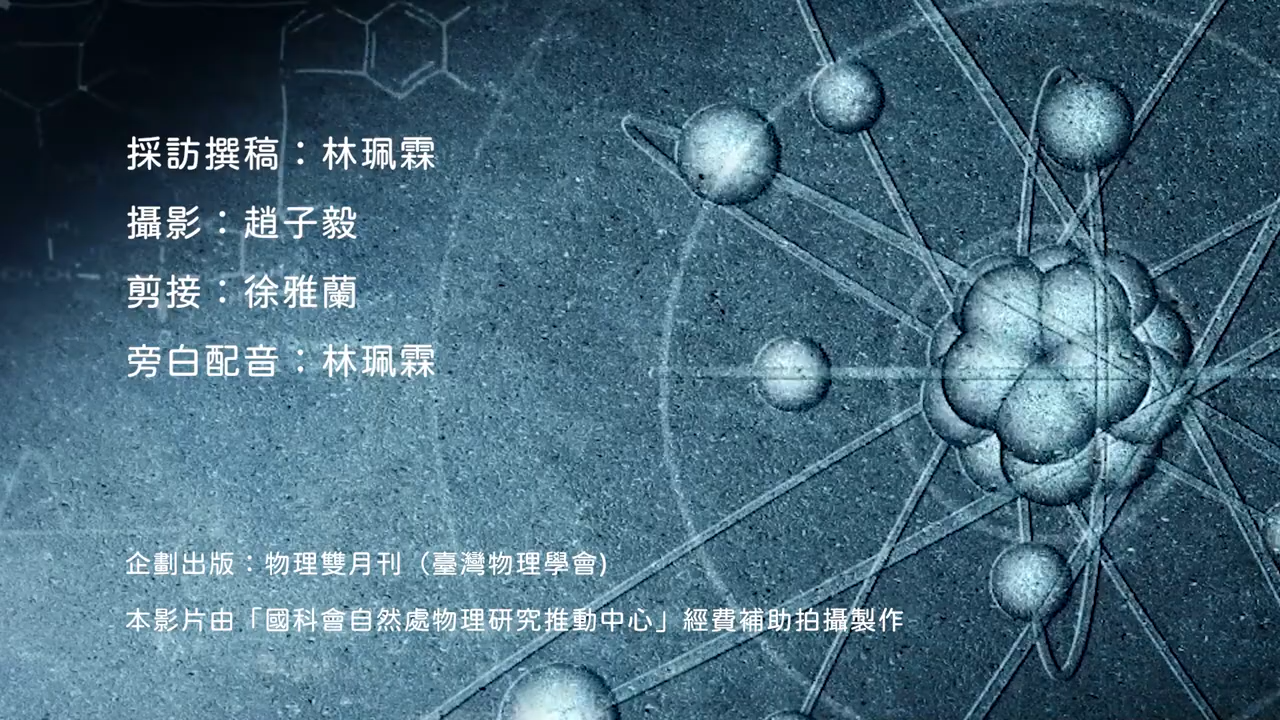 採訪撰稿：林珮霖
攝影：趙子毅
剪接：徐雅蘭
旁白配音：林珮霖
企劃出版：物理雙月刊（臺灣物理學會)
本影片由「國科會自然處物理研究推動中心」經費補助拍攝製作